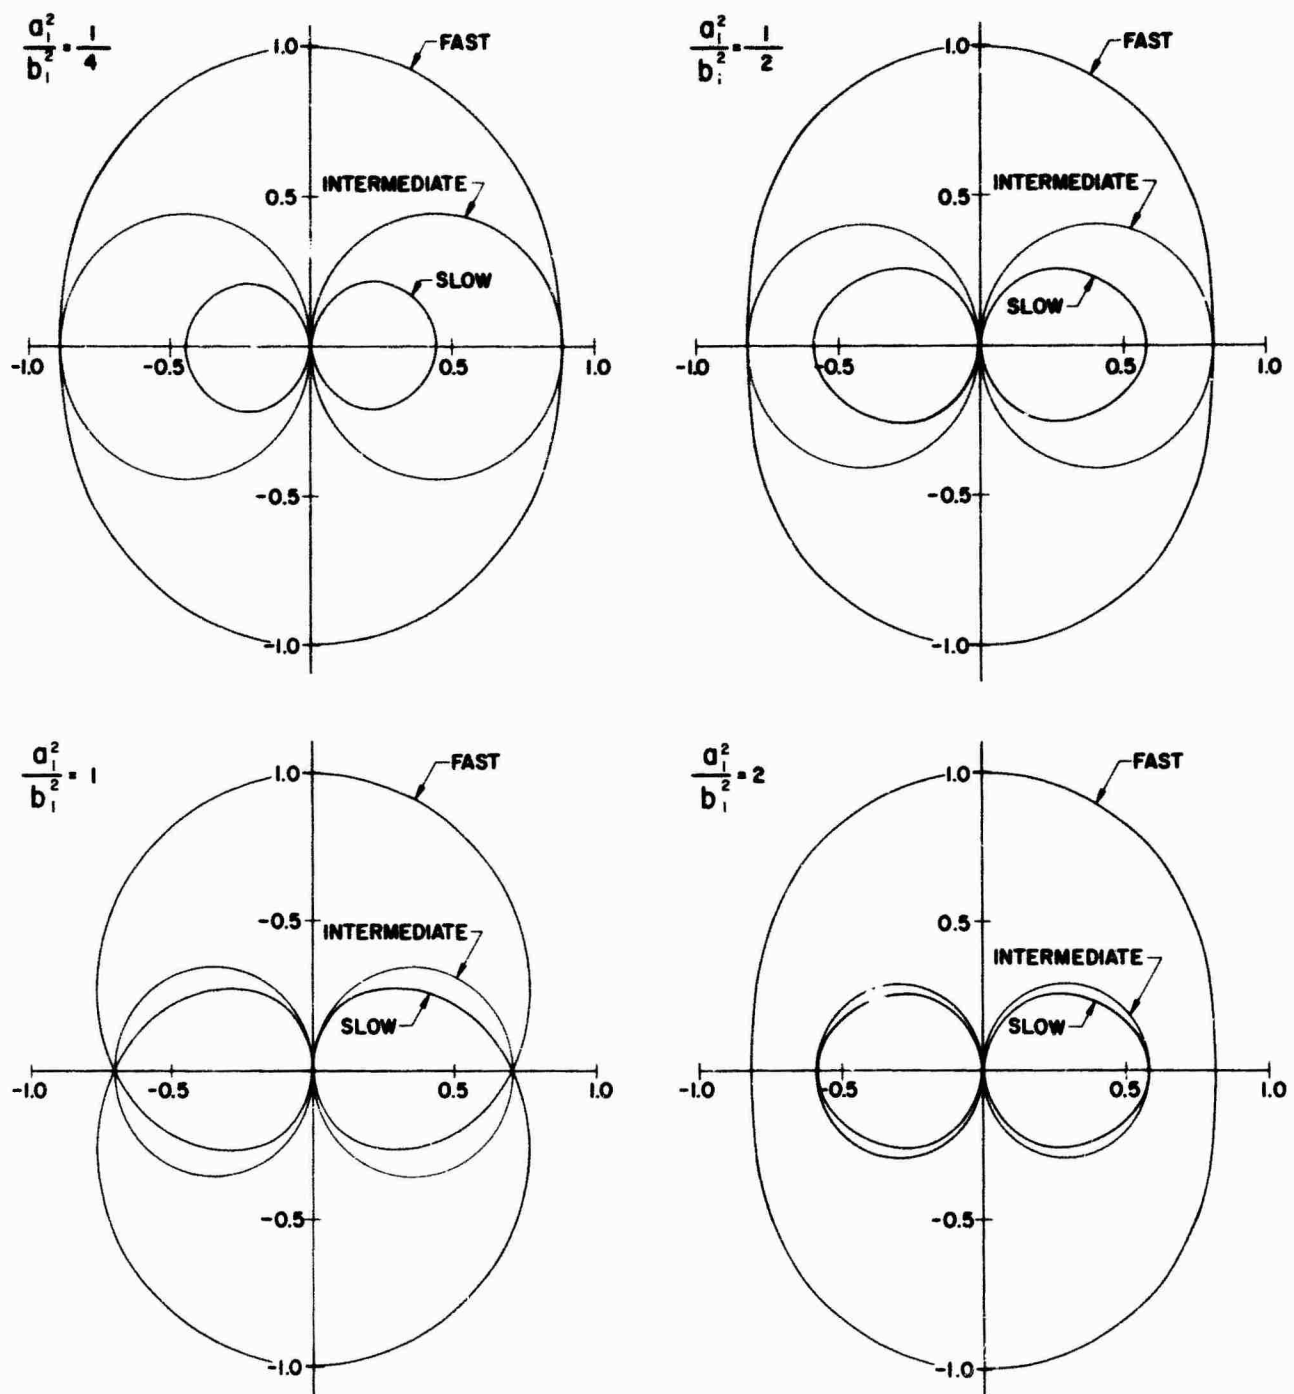 a₁²/b₁² = 1/4
1.0
FAST
INTERMEDIATE
0.5
SLOW
-1.0
-0.5
0.5
1.0
-0.5
-1.0
a₁²/bᵢ² = 1/2
1.0
FAST
INTERMEDIATE
0.5
SLOW
-1.0
-0.5
0.5
1.0
-0.5
-1.0
a₁²/b₁² = 1
1.0
FAST
-0.5
INTERMEDIATE
SLOW
-1.0
-0.5
0.5
1.0
-0.5
-1.0
a₁²/b₁² = 2
1.0
FAST
0.5
INTERMEDIATE
SLOW
-1.0
-0.5
0.5
1.0
-0.5
-1.0